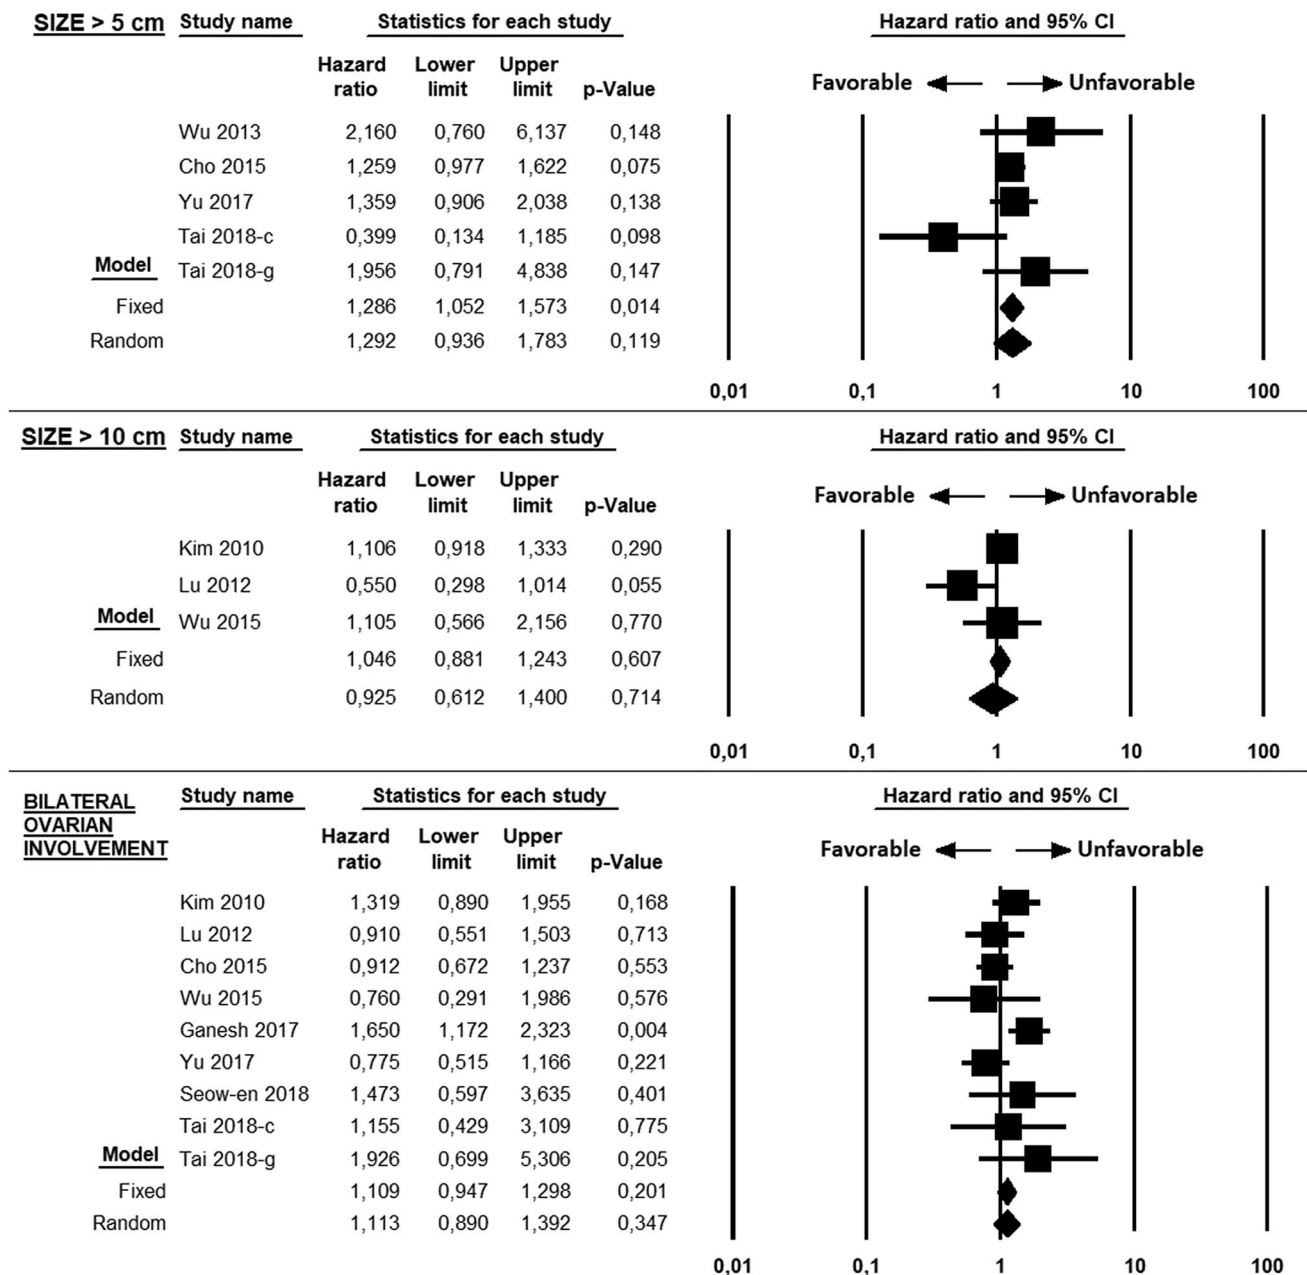 SIZE > 5 cm Study name Statistics for each study Hazard ratio and 95% CI
Hazard ratio Lower limit Upper limit p-Value
Favorable Unfavorable
Wu 2013 2,160 0,760 6,137 0,148
Cho 2015 1,259 0,977 1,622 0,075
Yu 2017 1,359 0,906 2,038 0,138
Tai 2018-c 0,399 0,134 1,185 0,098
Model Tai 2018-g 1,956 0,791 4,838 0,147
Fixed 1,286 1,052 1,573 0,014
Random 1,292 0,936 1,783 0,119
0,01 0,1 1 10 100
SIZE > 10 cm Study name Statistics for each study Hazard ratio and 95% CI
Hazard ratio Lower limit Upper limit p-Value
Favorable Unfavorable
Kim 2010 1,106 0,918 1,333 0,290
Lu 2012 0,550 0,298 1,014 0,055
Model Wu 2015 1,105 0,566 2,156 0,770
Fixed 1,046 0,881 1,243 0,607
Random 0,925 0,612 1,400 0,714
0,01 0,1 1 10 100
BILATERAL OVARIAN INVOLVEMENT Study name Statistics for each study Hazard ratio and 95% CI
Hazard ratio Lower limit Upper limit p-Value
Favorable Unfavorable
Kim 2010 1,319 0,890 1,955 0,168
Lu 2012 0,910 0,551 1,503 0,713
Cho 2015 0,912 0,672 1,237 0,553
Wu 2015 0,760 0,291 1,986 0,576
Ganesh 2017 1,650 1,172 2,323 0,004
Yu 2017 0,775 0,515 1,166 0,221
Seow-en 2018 1,473 0,597 3,635 0,401
Tai 2018-c 1,155 0,429 3,109 0,775
Model Tai 2018-g 1,926 0,699 5,306 0,205
Fixed 1,109 0,947 1,298 0,201
Random 1,113 0,890 1,392 0,347
0,01 0,1 1 10 100